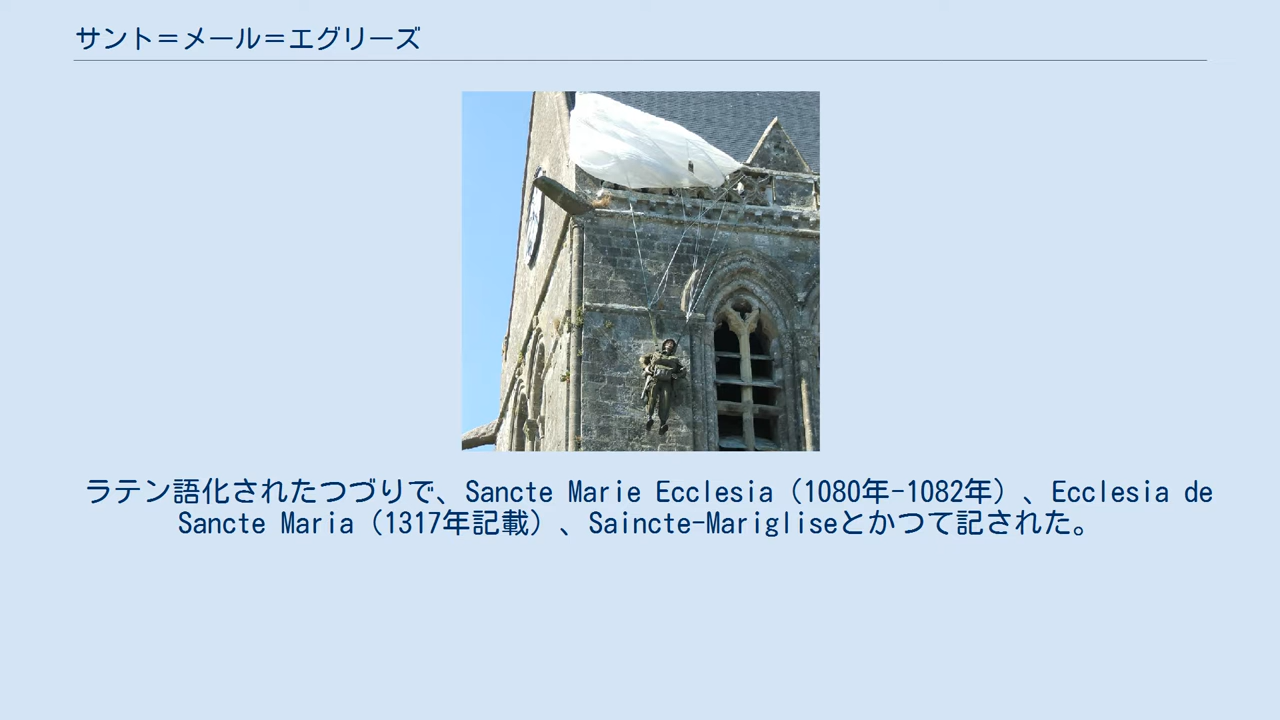 サント＝メール＝エグリーズ
ラテン語化されたつづりで、Sancte Marie Ecclesia（1080年-1082年）、Ecclesia de
Sancte Maria（1317年記載）、Saincte-Marigliseとかつて記された。